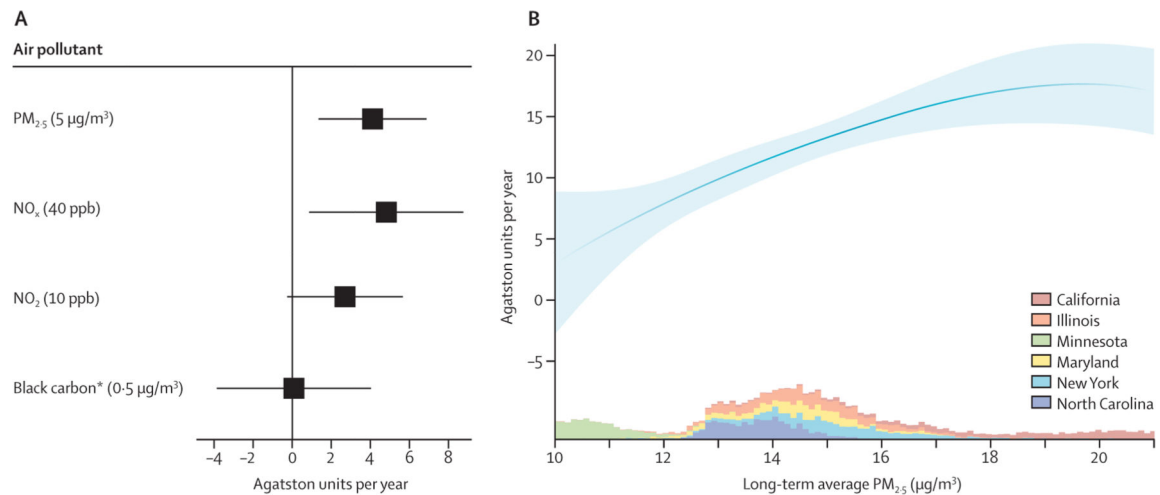 A
Air pollutant
PM2·5 (5 μg/m³)
NOx (40 ppb)
NO2 (10 ppb)
Black carbon* (0·5 μg/m³)
−4 −2 0 2 4 6 8
Agatston units per year
B
20
15
10
5
0
−5
Agatston units per year
California
Illinois
Minnesota
Maryland
New York
North Carolina
10 12 14 16 18 20
Long-term average PM2·5 (μg/m³)